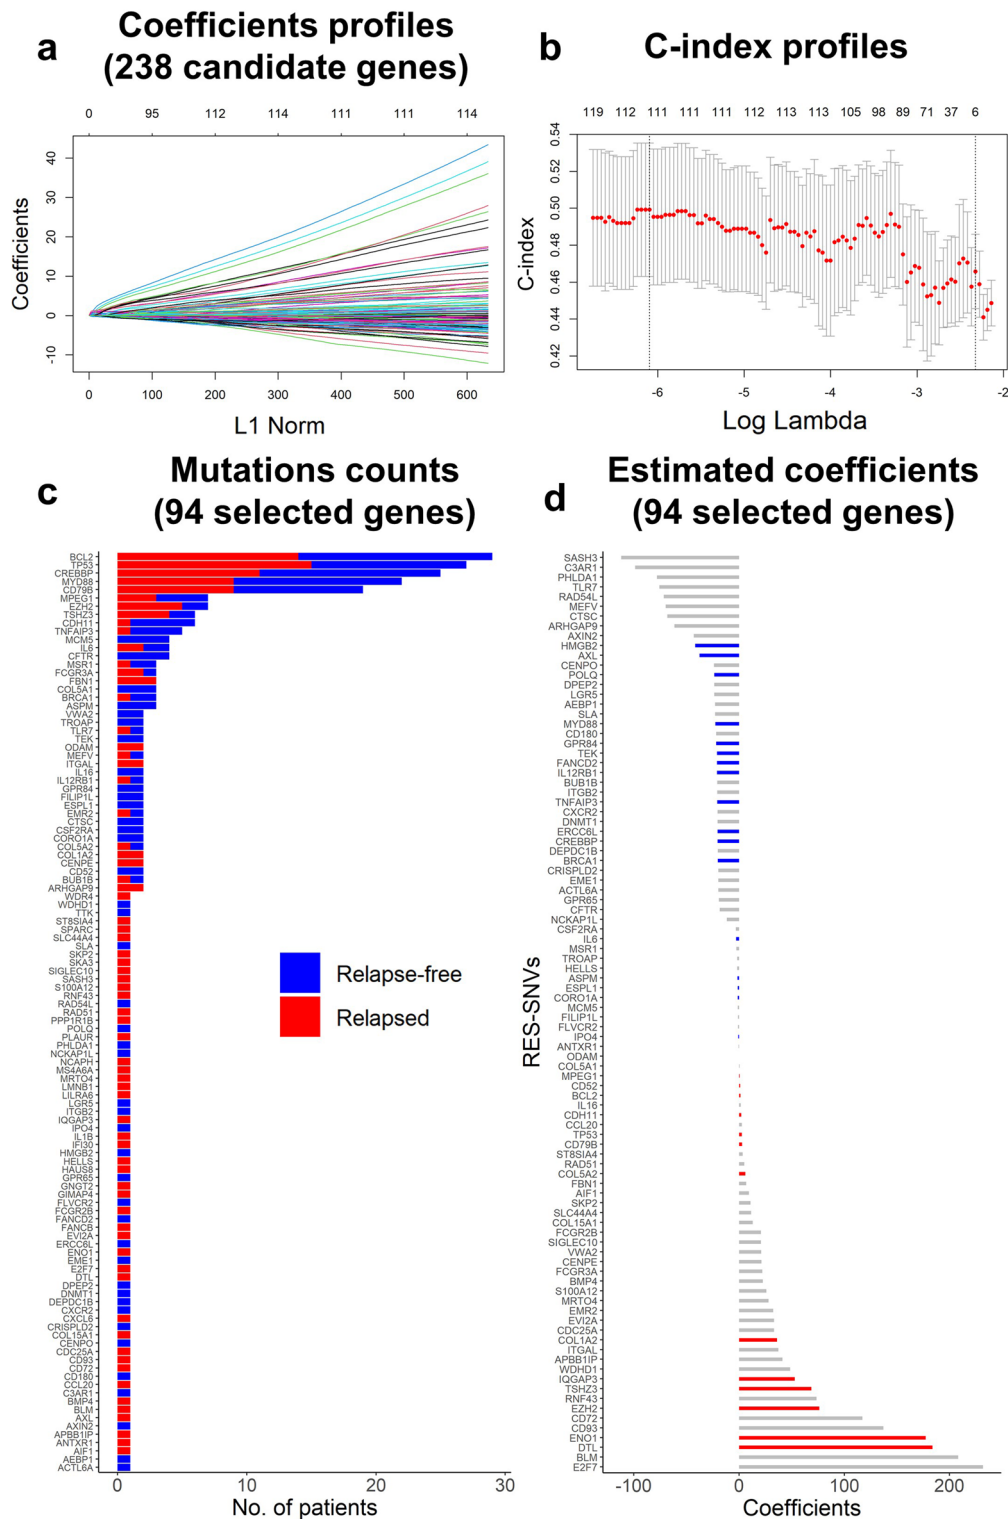 a
Coefficients profiles
(238 candidate genes)
0 95 112 114 111 111 114
Coefficients
40
30
20
10
0
-10
0 100 200 300 400 500 600
L1 Norm
b
C-index profiles
119 112 111 111 111 112 113 113 105 98 89 71 37 6
C-index
0.54
0.50
0.48
0.46
0.44
0.42
-6 -5 -4 -3 -2
Log Lambda
c
Mutations counts
(94 selected genes)
BCL2
TP53
CREBBP
MYD88
CD79B
MPEG1
EZH2
TSHZ3
CDH11
TNFAIP3
MCM5
IL6
CFTR
MSR1
FCGR3A
FBN1
COL5A1
BRCA1
ASPM
VWA2
TROAP
TLR7
TEK
ODAM
MEFV
ITGAL
IL16
IL12RB1
GPR84
FILIP1L
ESPL1
EMR2
CTSC
CSF2RA
CORO1A
COL5A2
COL1A2
CENPE
CD52
BUB1B
ARHGAP9
WDR4
WDHD1
TTK
ST8SIA4
SPARC
SLC44A4
SLA
SKP2
SKA3
SIGLEC10
SASH3
S100A12
RNF43
RAD54L
RAD51
PPP1R1B
POLQ
PLAUR
PHLDA1
NCKAP1L
NCAPH
MS4A6A
MRTO4
LMNB1
LILRA6
LGR5
ITGB2
IQGAP3
IPO4
IL1B
IFI30
HMGB2
HELLS
HAUS8
GPR65
GNGT2
GIMAP4
FLVCR2
FCGR2B
FANCD2
FANCB
EVI2A
ERCC6L
ENO1
EME1
E2F7
DTL
DPEP2
DNMT1
DEPDC1B
CXCR2
CXCL6
CRISPLD2
COL15A1
CENPO
CDC25A
CD93
CD72
CD180
CCL20
C3AR1
BMP4
BLM
AXL
AXIN2
APBB1IP
ANTXR1
AIF1
AEBP1
ACTL6A
Relapse-free
Relapsed
0 10 20 30
No. of patients
d
Estimated coefficients
(94 selected genes)
RES-SNVs
SASH3
C3AR1
PHLDA1
TLR7
RAD54L
MEFV
CTSC
ARHGAP9
AXIN2
HMGB2
AXL
CENPO
POLQ
DPEP2
LGR5
AEBP1
SLA
MYD88
CD180
GPR84
TEK
FANCD2
IL12RB1
BUB1B
ITGB2
TNFAIP3
CXCR2
DNMT1
ERCC6L
CREBBP
DEPDC1B
BRCA1
CRISPLD2
EME1
ACTL6A
GPR65
CFTR
NCKAP1L
CSF2RA
IL6
MSR1
TROAP
HELLS
ASPM
ESPL1
CORO1A
MCM5
FILIP1L
FLVCR2
IPO4
ANTXR1
ODAM
COL5A1
MPEG1
CD52
BCL2
IL16
CDH11
CCL20
TP53
CD79B
ST8SIA4
RAD51
COL5A2
FBN1
AIF1
SKP2
SLC44A4
COL15A1
FCGR2B
SIGLEC10
VWA2
CENPE
FCGR3A
BMP4
S100A12
MRTO4
EMR2
EVI2A
CDC25A
COL1A2
ITGAL
APBB1IP
WDHD1
IQGAP3
TSHZ3
RNF43
EZH2
CD72
CD93
ENO1
DTL
BLM
E2F7
-100 0 100 200
Coefficients